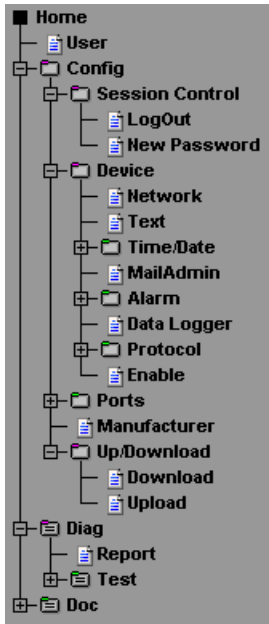 Home
User
Config
Session Control
LogOut
New Password
Device
Network
Text
Time/Date
MailAdmin
Alarm
Data Logger
Protocol
Enable
Ports
Manufacturer
Up/Download
Download
Upload
Diag
Report
Test
Doc